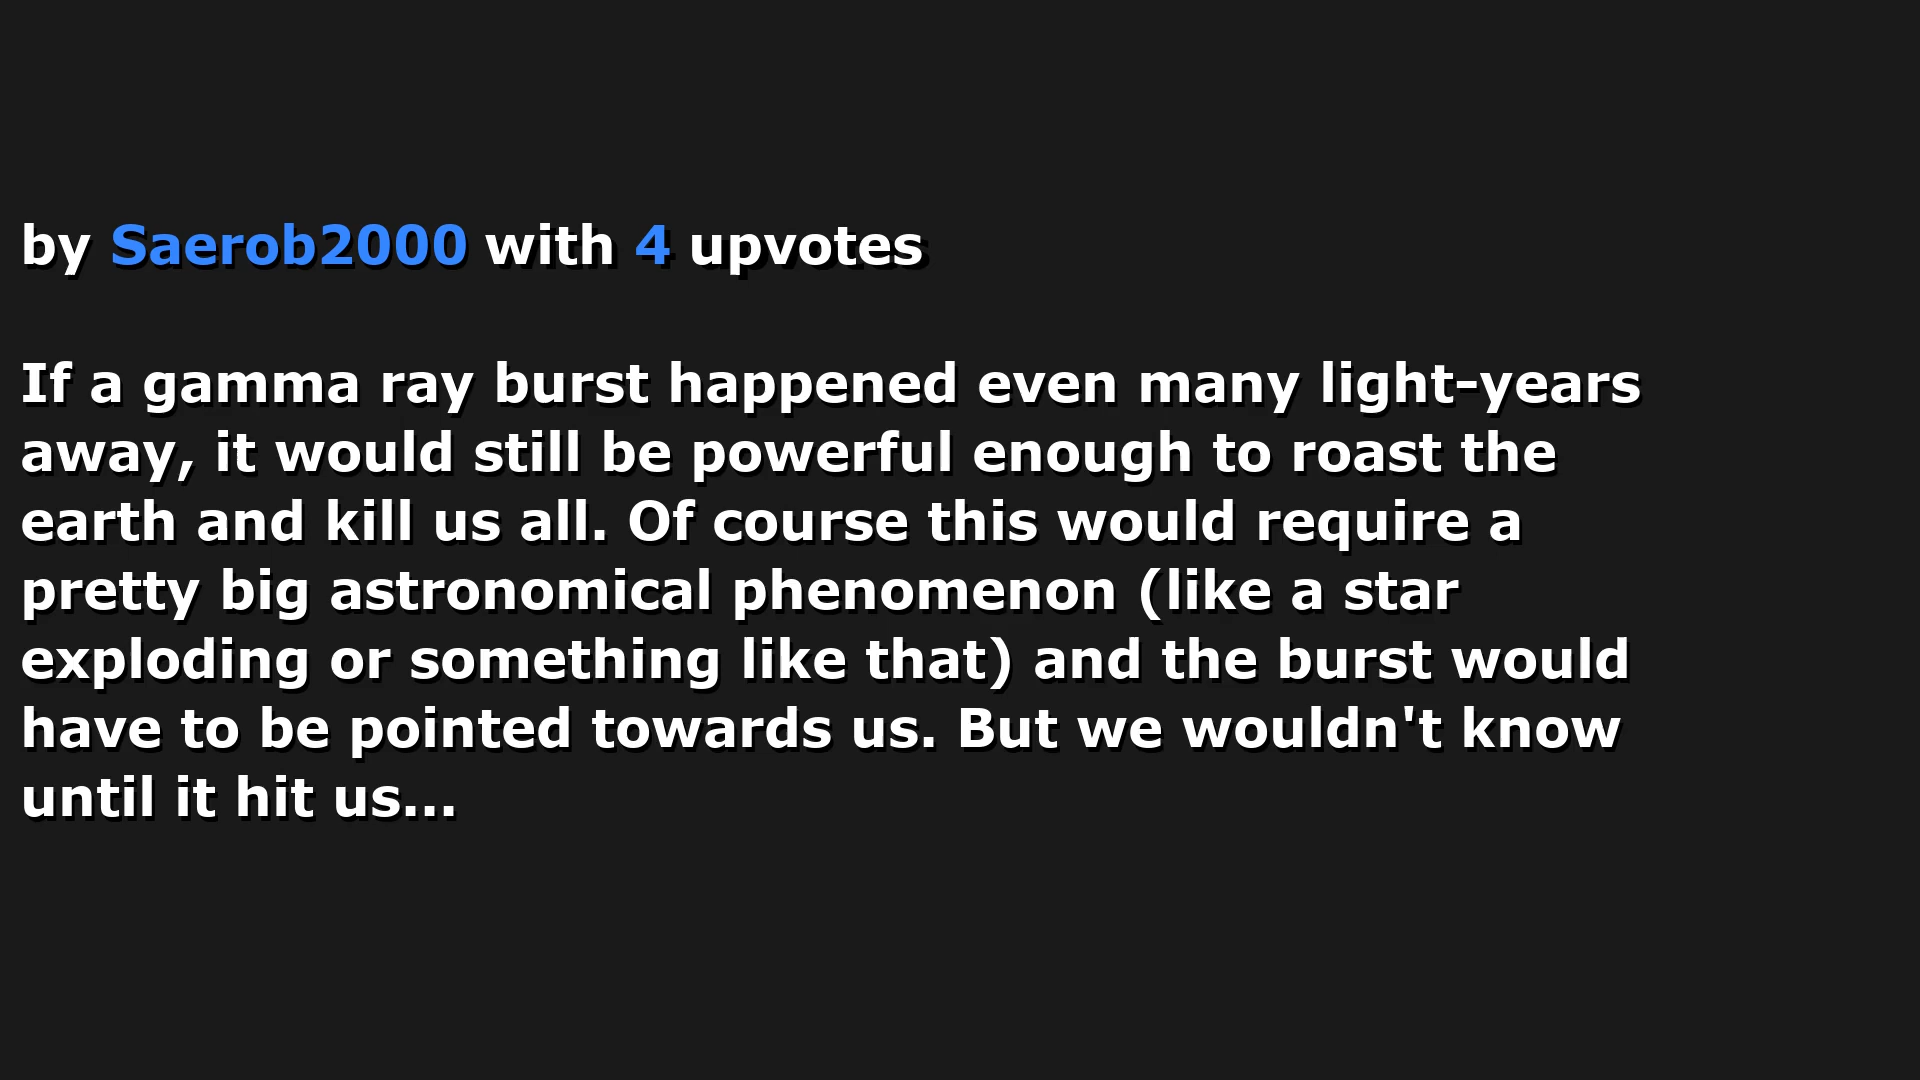 by Saerob2000 with 4 upvotes
If a gamma ray burst happened even many light-years
away, it would still be powerful enough to roast the
earth and kill us all. Of course this would require a
pretty big astronomical phenomenon (like a star
exploding or something like that) and the burst would
have to be pointed towards us. But we wouldn't know
until it hit us...